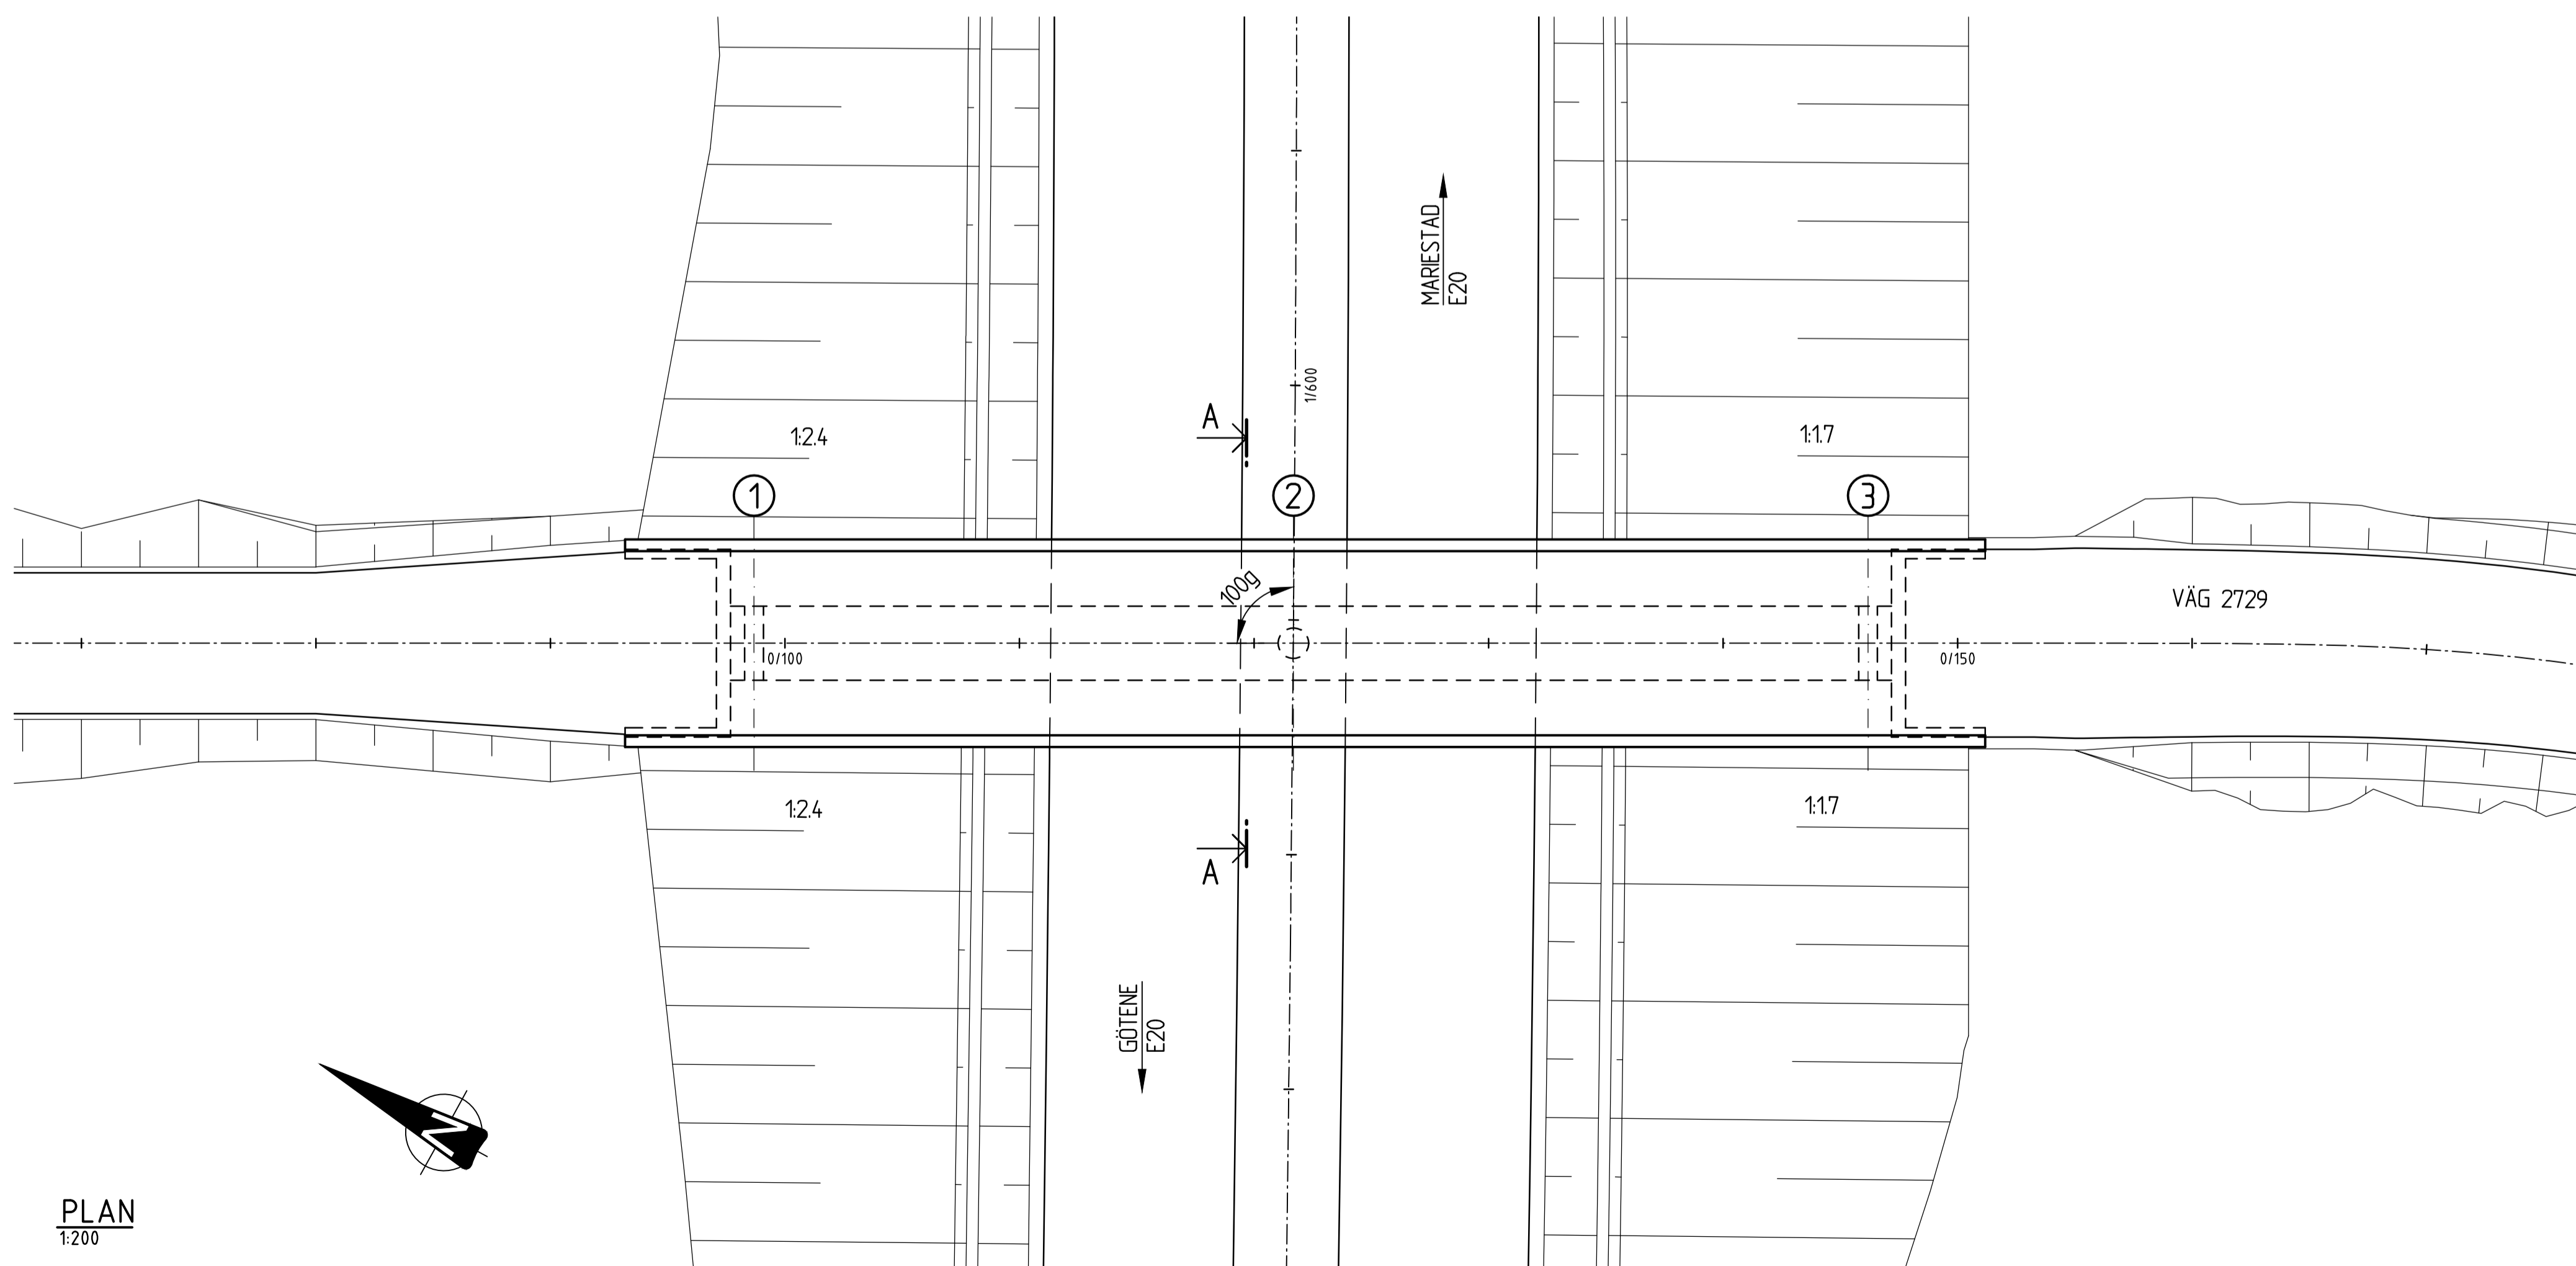 MARIESTAD
E20
1/600
A
1:2.4
1:1.7
1
2
3
100g
VÄG 2729
0/100
0/150
1:2.4
1:1.7
A
GÖTENE
E20
N
PLAN
1:200